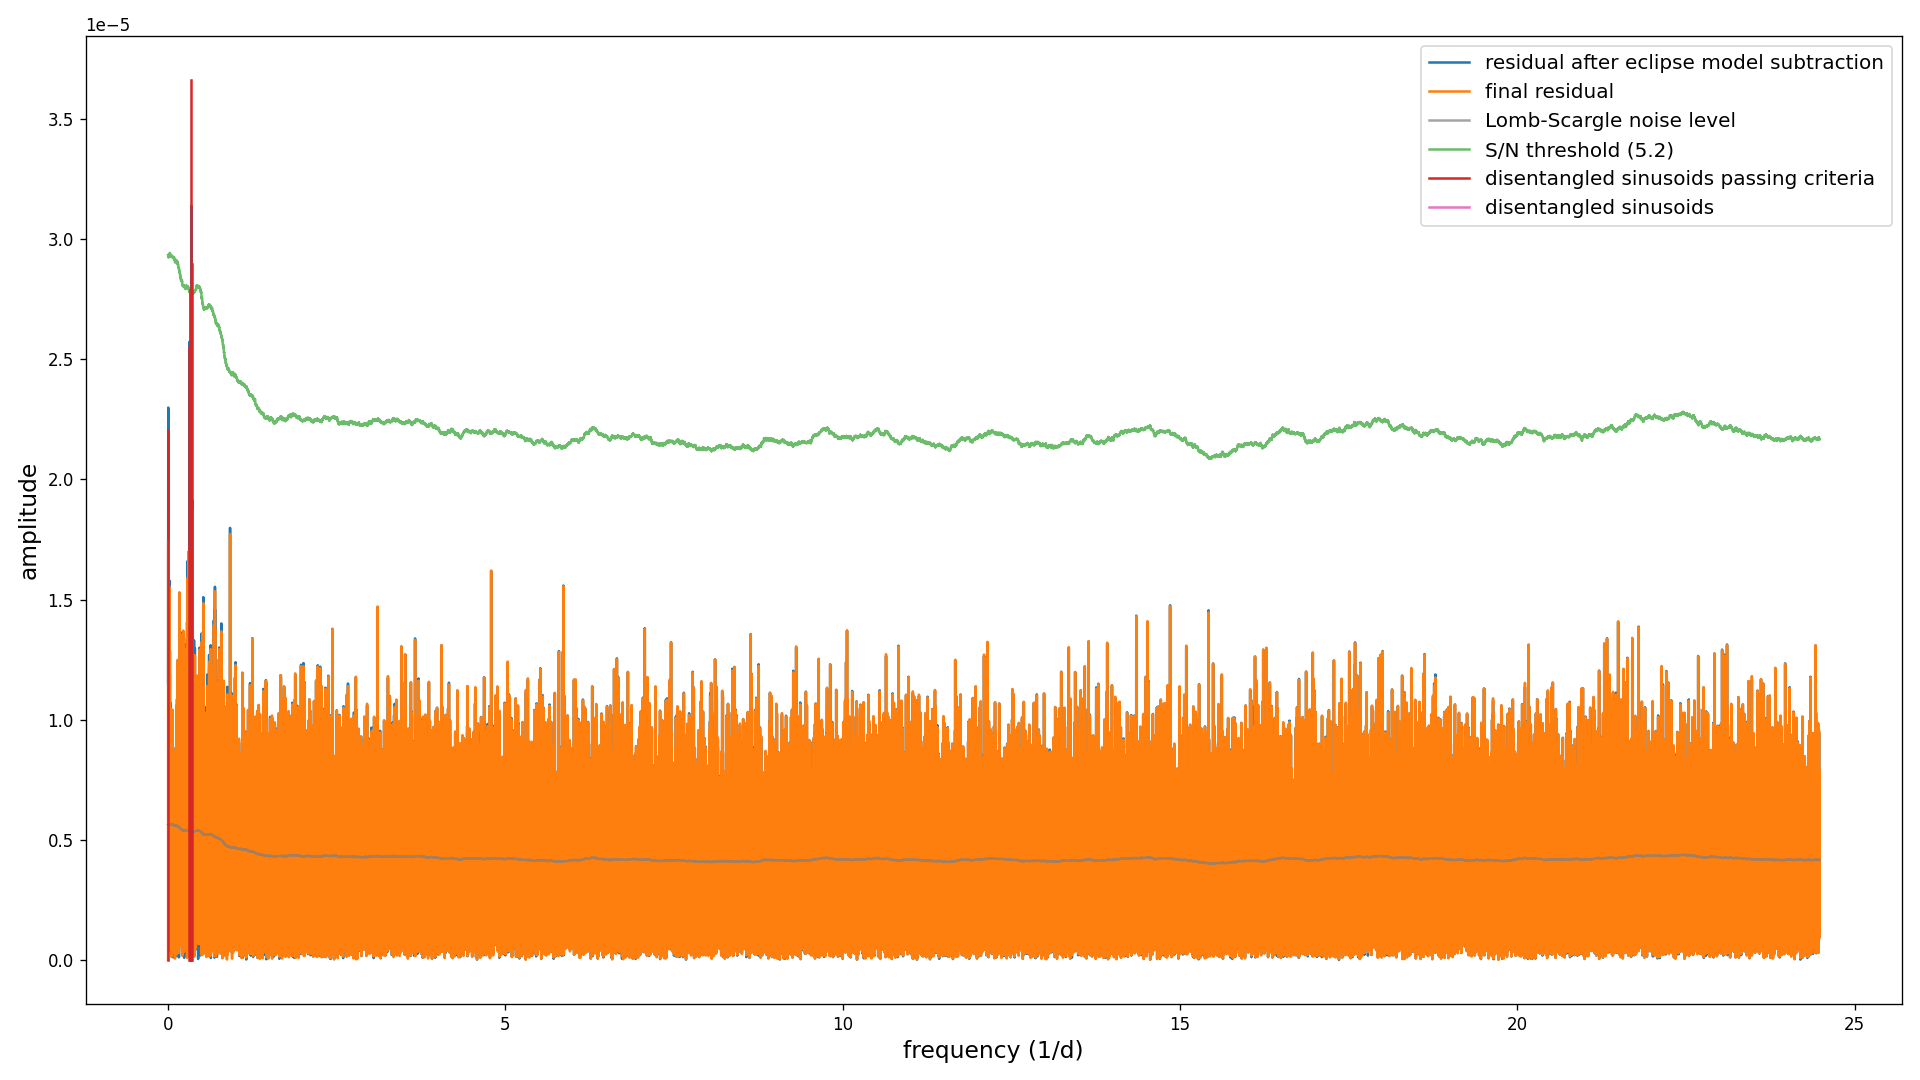 1e−5
residual after eclipse model subtraction
final residual
Lomb-Scargle noise level
S/N threshold (5.2)
disentangled sinusoids passing criteria
disentangled sinusoids
3.5
3.0
2.5
2.0
1.5
1.0
0.5
0.0
amplitude
0 5 10 15 20 25
frequency (1/d)